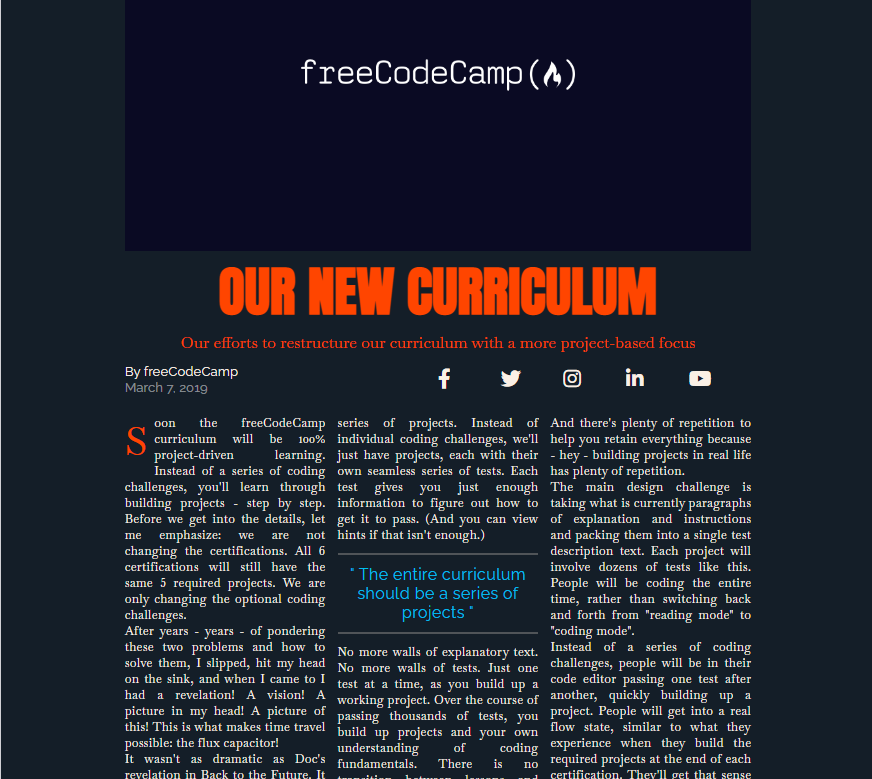 freeCodeCamp(🔥)
OUR NEW CURRICULUM
Our efforts to restructure our curriculum with a more project-based focus
By freeCodeCamp
March 7, 2019
Soon the freeCodeCamp
curriculum will be 100%
project-driven learning.
Instead of a series of coding
challenges, you'll learn through
building projects - step by step.
Before we get into the details, let
me emphasize: we are not
changing the certifications. All 6
certifications will still have the
same 5 required projects. We are
only changing the optional coding
challenges.
After years - years - of pondering
these two problems and how to
solve them, I slipped, hit my head
on the sink, and when I came to I
had a revelation! A vision! A
picture in my head! A picture of
this! This is what makes time travel
possible: the flux capacitor!
It wasn't as dramatic as Doc's
revelation in Back to the Future. It
series of projects. Instead of
individual coding challenges, we'll
just have projects, each with their
own seamless series of tests. Each
test gives you just enough
information to figure out how to
get it to pass. (And you can view
hints if that isn't enough.)
" The entire curriculum
should be a series of
projects "
No more walls of explanatory text.
No more walls of tests. Just one
test at a time, as you build up a
working project. Over the course of
passing thousands of tests, you
build up projects and your own
understanding of coding
fundamentals. There is no
transition between lessons and
And there's plenty of repetition to
help you retain everything because
- hey - building projects in real life
has plenty of repetition.
The main design challenge is
taking what is currently paragraphs
of explanation and instructions
and packing them into a single test
description text. Each project will
involve dozens of tests like this.
People will be coding the entire
time, rather than switching back
and forth from "reading mode" to
"coding mode".
Instead of a series of coding
challenges, people will be in their
code editor passing one test after
another, quickly building up a
project. People will get into a real
flow state, similar to what they
experience when they build the
required projects at the end of each
certification. They'll get that sense